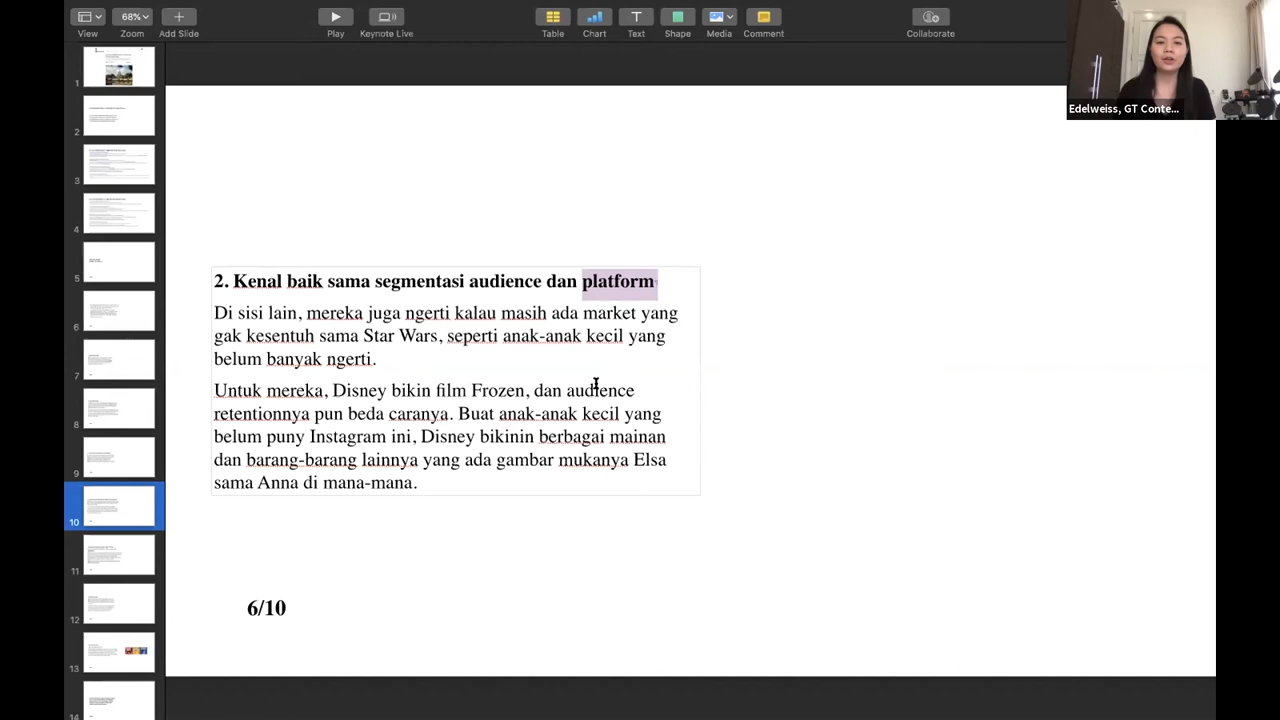 68%
View
Zoom
Add Slide
Play
Keynote Live
Table
Chart
Text
Shape
Media
Comment
Collaborate
Edelweiss, GT Conte...
1
2
3
4
5
6
7
8
9
10
11
12
13
14
2. Kenal baik sama segmentasi audience dan platform
Di sisi lain, mereka juga ngerti kalau masih ada market yang
gak kesentuh sama Star Wars, seperti anak-anak kecil yang
belum banyak ngerti.
Untuk mereka, Disney bikin film Frozen, dan audience
retentionnya pun beda caranya. Buat anak-anak kecil yang
belum puny Instagram ini, Disney bikinin berbagai mainan
dan barang-barang lainnya yang ada gambar mukanya Elsa
sama Anna di mana-mana.
6/10